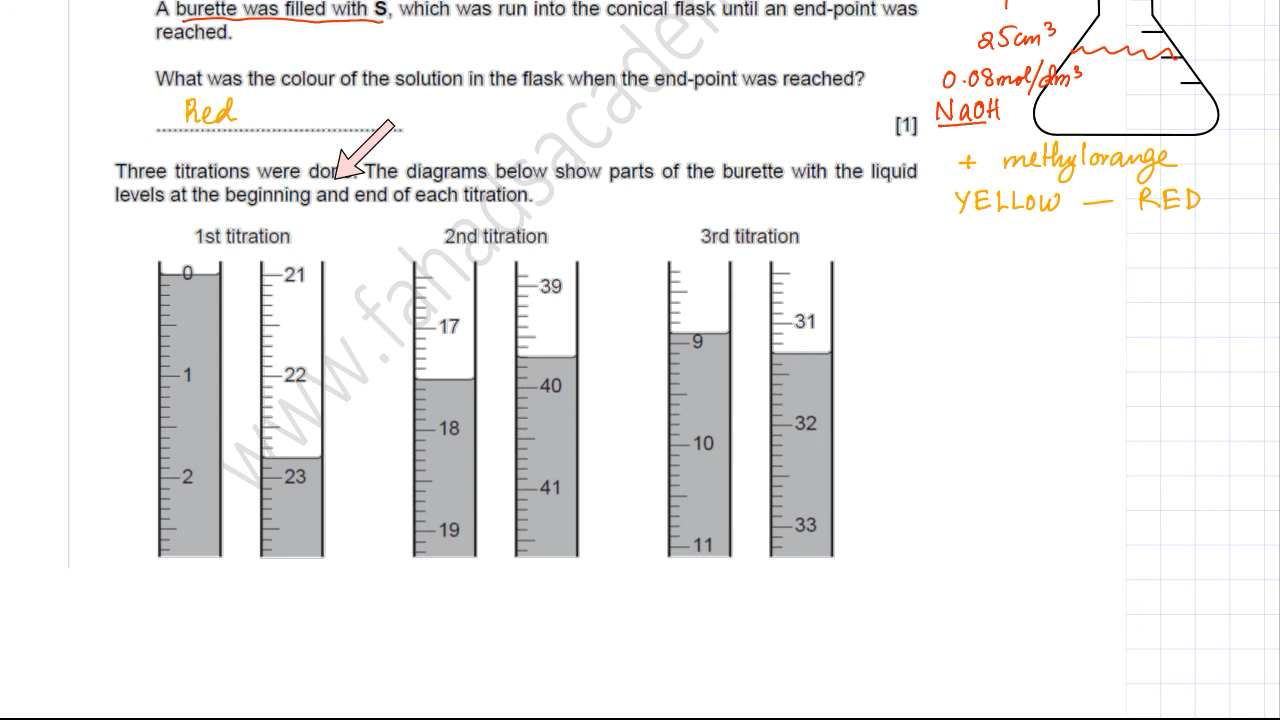 A burette was filled with S, which was run into the conical flask until an end-point was
reached.
25cm³
What was the colour of the solution in the flask when the end-point was reached?
0.08mol/dm³
Red
NaOH
[1]
+ methylorange
YELLOW — RED
Three titrations were The diagrams below show parts of the burette with the liquid
levels at the beginning and end of each titration.
1st titration 2nd titration 3rd titration
0 21 39 31
17 9
1 22 40 32
18 10
2 23 41 33
19 11
www.fahadsacade